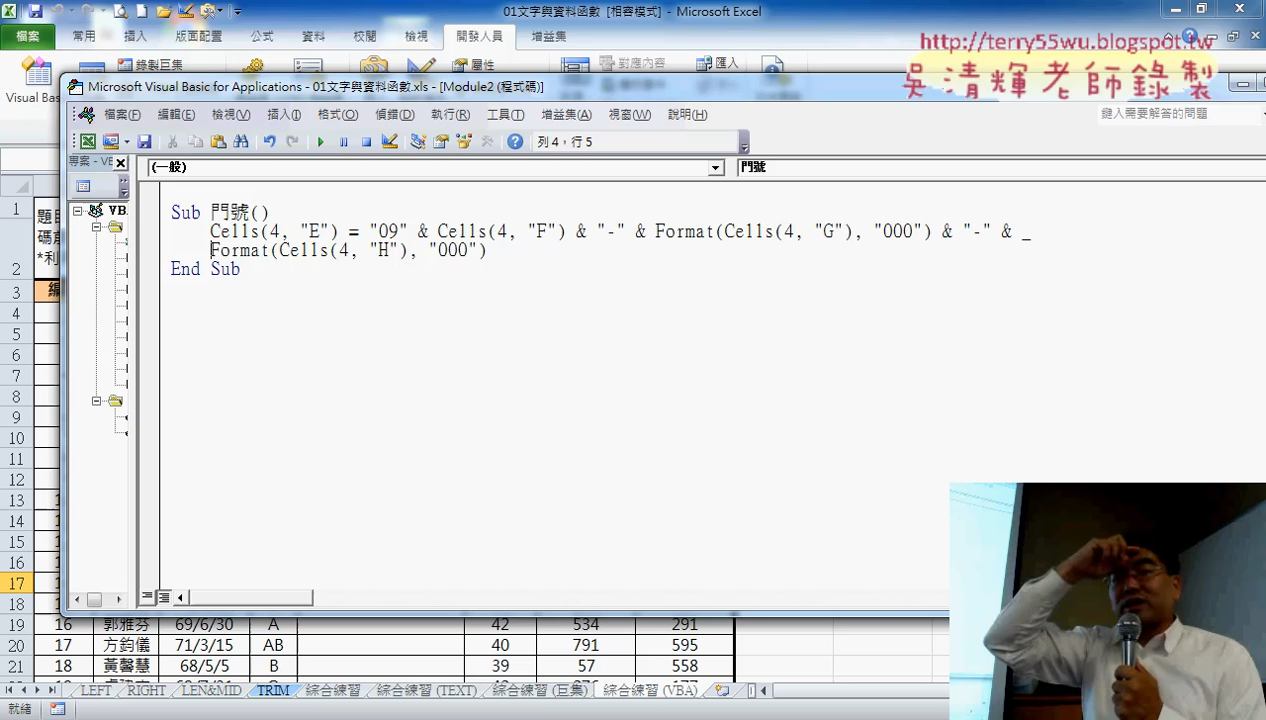 01文字與資料函數 [相容模式] - Microsoft Excel
檔案 常用 插入 版面配置 公式 資料 校閱 檢視 開發人員 增益集
http://terry55wu.blogspot.tw
吳清輝老師錄製
錄製巨集 屬性 對應內容 匯入
Visual Bas
Microsoft Visual Basic for Applications - 01文字與資料函數.xls - [Module2 (程式碼)]
檔案(F) 編輯(E) 檢視(V) 插入(I) 格式(O) 偵錯(D) 執行(R) 工具(T) 增益集(A) 視窗(W) 說明(H)
鍵入需要解答的問題
列 4，行 5
專案 - VB
(一般) 門號
VBA
Sub 門號()
Cells(4, "E") = "09" & Cells(4, "F") & "-" & Format(Cells(4, "G"), "000") & "-" & _
Format(Cells(4, "H"), "000")
End Sub
1
2
3
4
5
6
7
8
9
10
11
12
13
14
15
16
17
18
19 16 郭雅芬 69/6/30 A 42 534 291
20 17 方鈞儀 71/3/15 AB 40 791 595
21 18 黃馨慧 68/5/5 B 39 57 558
LEFT RIGHT LEN&MID TRIM 綜合練習 綜合練習 (TEXT) 綜合練習 (巨集) 綜合練習 (VBA)
就緒